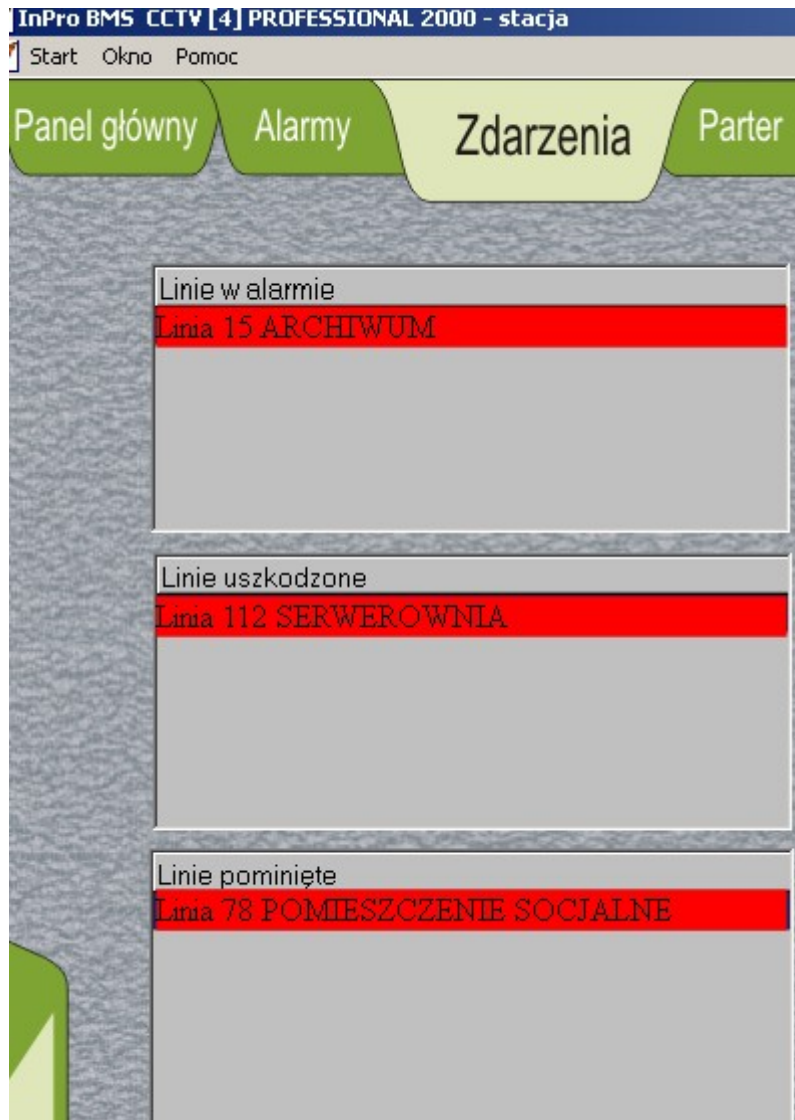 InPro BMS CCTV [4] PROFESSIONAL 2000 - stacja
Start Okno Pomoc
Panel główny Alarmy Zdarzenia Parter
Linie w alarmie
Linia 15 ARCHIWUM
Linie uszkodzone
Linia 112 SERWEROWNIA
Linie pominięte
Linia 78 POMIESZCZENIE SOCJALNE